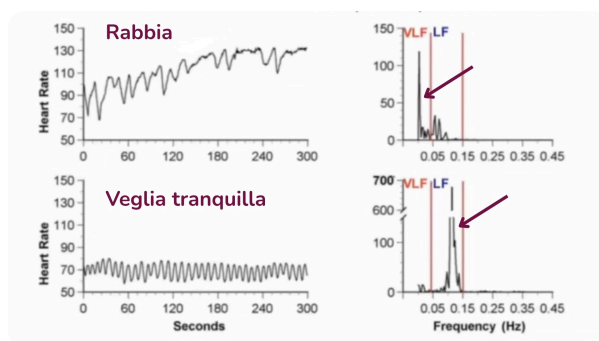 Rabbia
Heart Rate
150
130
110
90
70
50
0 60 120 180 240 300
VLF LF
150
100
50
0
0.05 0.15 0.25 0.35 0.45
Veglia tranquilla
Heart Rate
150
130
110
90
70
50
0 60 120 180 240 300
Seconds
VLF LF
700
600
100
0
0.05 0.15 0.25 0.35 0.45
Frequency (Hz)